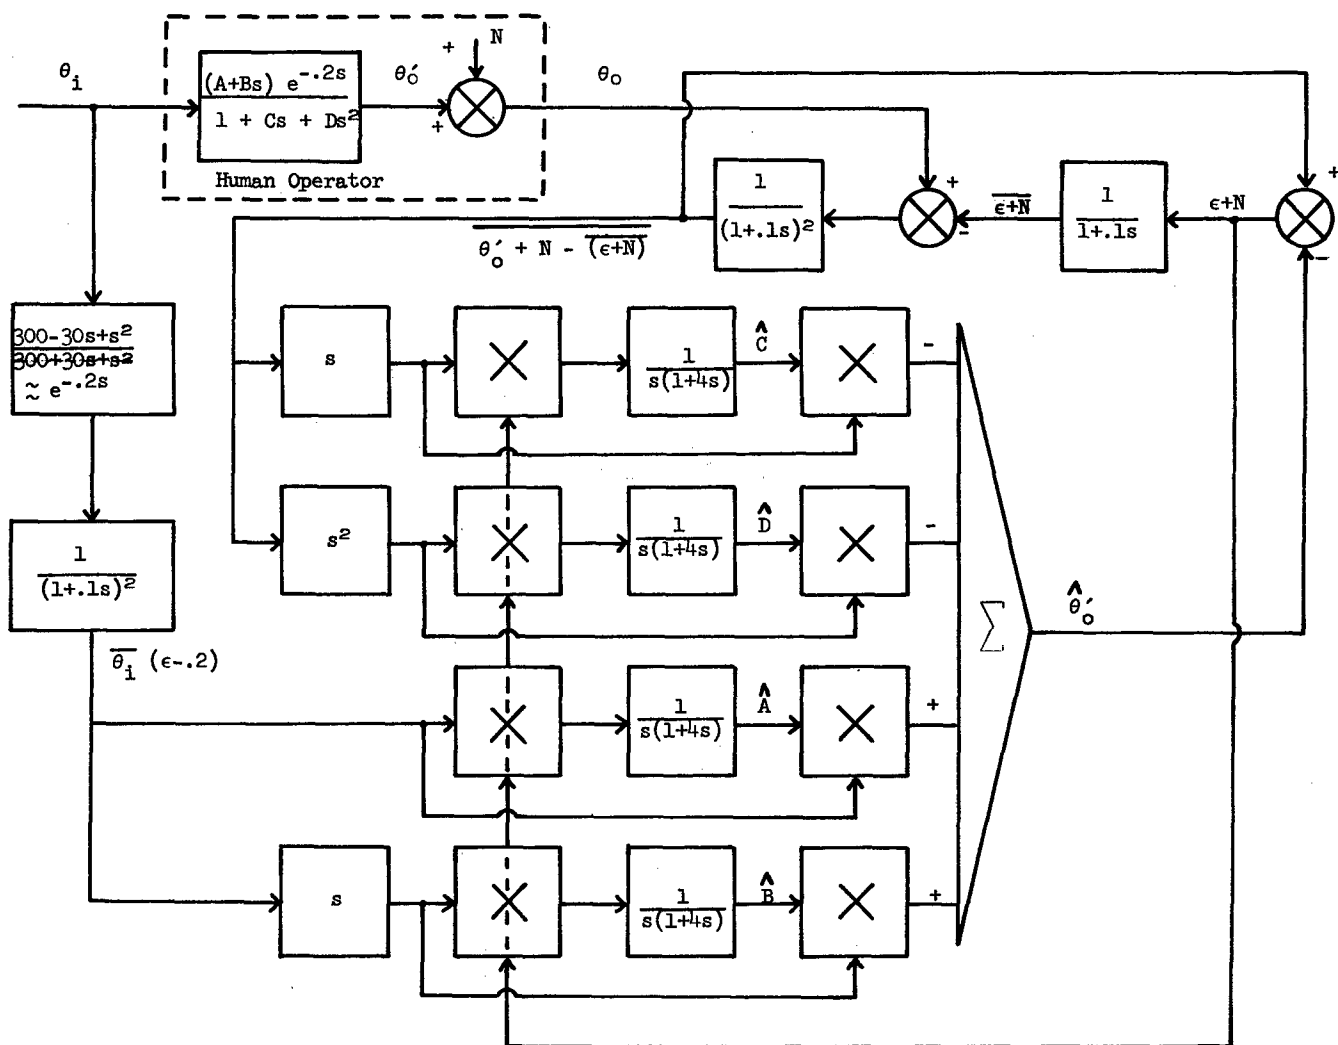 θi
(A+Bs) e^-.2s
1 + Cs + Ds²
θo′
+
N
+
Human Operator
θo
+
1
(1+.1s)²
+
-
ε+N
1
1+.1s
ε+N
-
θo′ + N - (ε+N)
300-30s+s²
300+30s+s²
≈ e^-.2s
s
×
1
s(1+4s)
Ĉ
×
-
s²
×
1
s(1+4s)
D̂
×
-
1
(1+.1s)²
Σ
θ̂o′
θi (ε-.2)
×
1
s(1+4s)
Â
×
+
s
×
1
s(1+4s)
B̂
×
+